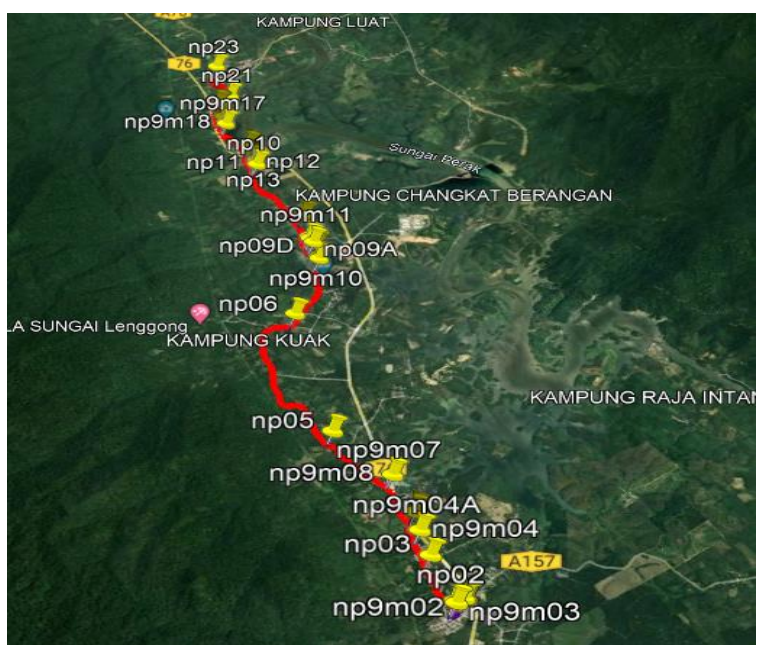 KAMPUNG LUAT
np23
76
np21
np9m17
np9m18
np10
np11
np12
Sungai Berak
np13
KAMPUNG CHANGKAT BERANGAN
np9m11
np09D
np09A
np9m10
np06
LA SUNGAI Lenggong
KAMPUNG KUAK
KAMPUNG RAJA INTAN
np05
np9m07
np9m08
np9m04A
np9m04
np03
A157
np02
np9m02
np9m03